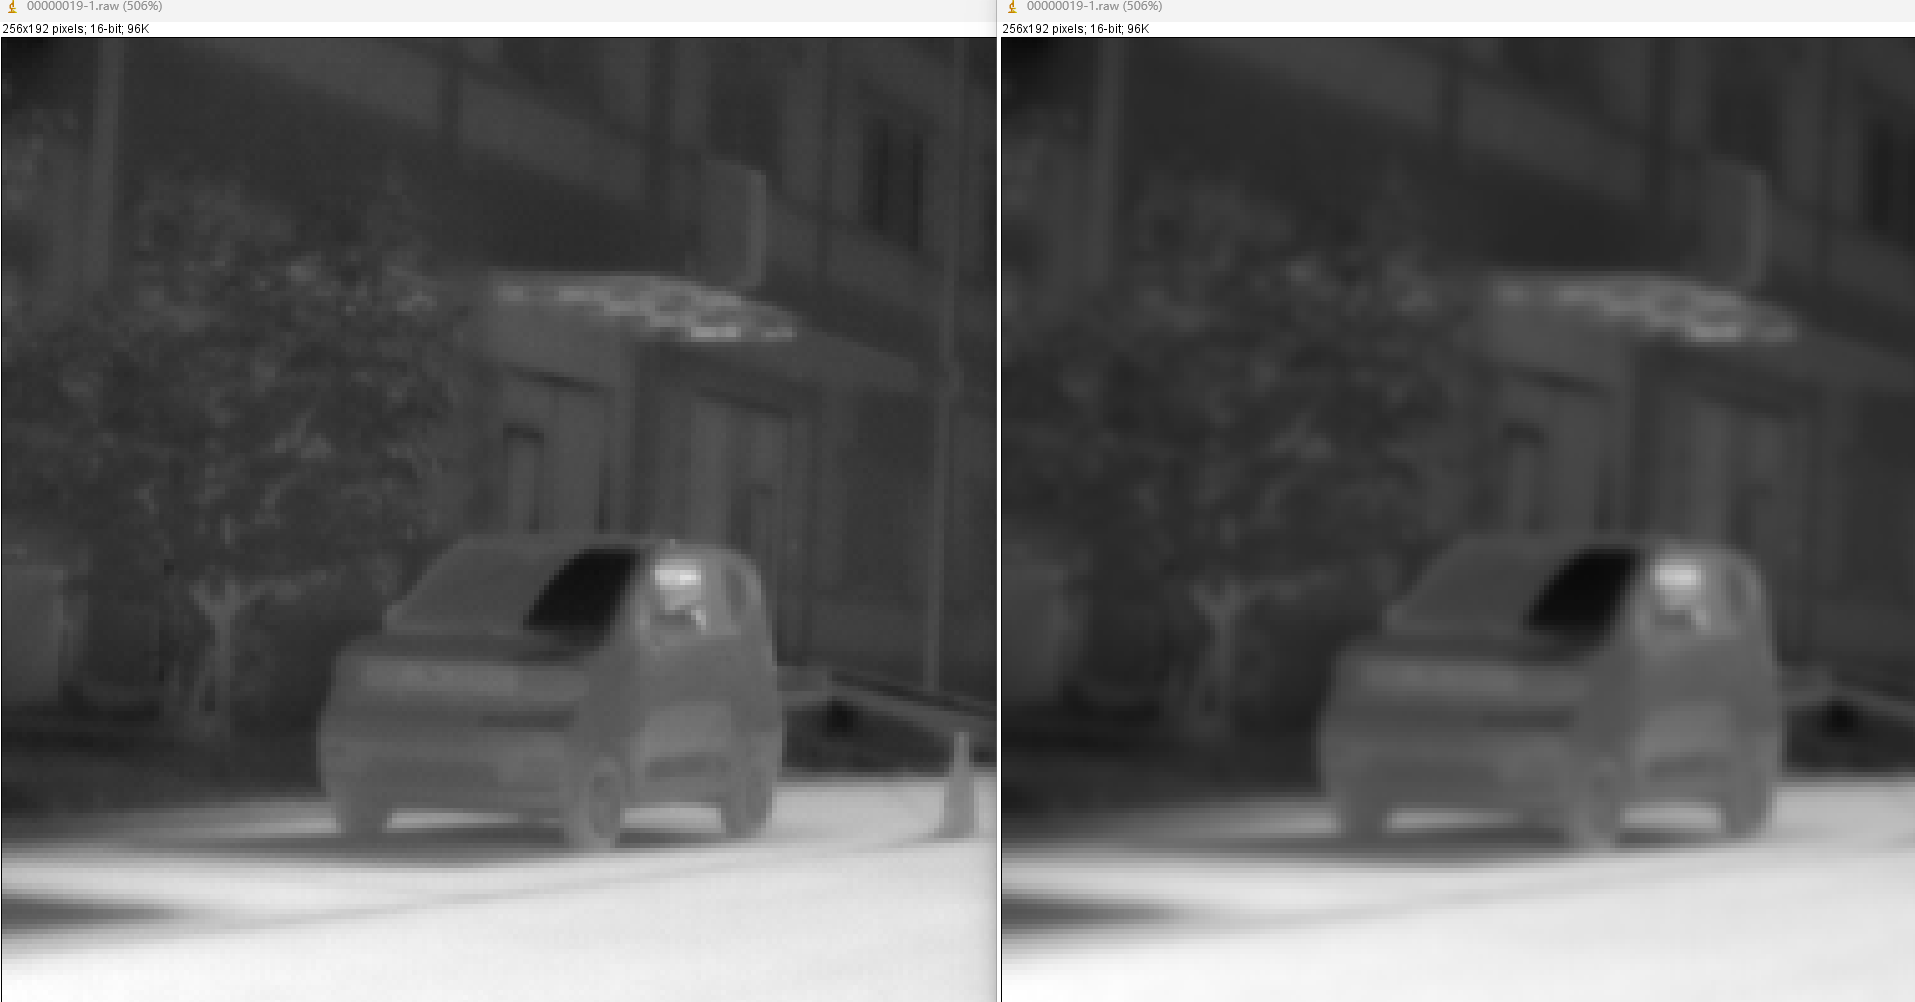 00000019-1.raw (506%)
256x192 pixels; 16-bit; 96K
00000019-1.raw (506%)
256x192 pixels; 16-bit; 96K